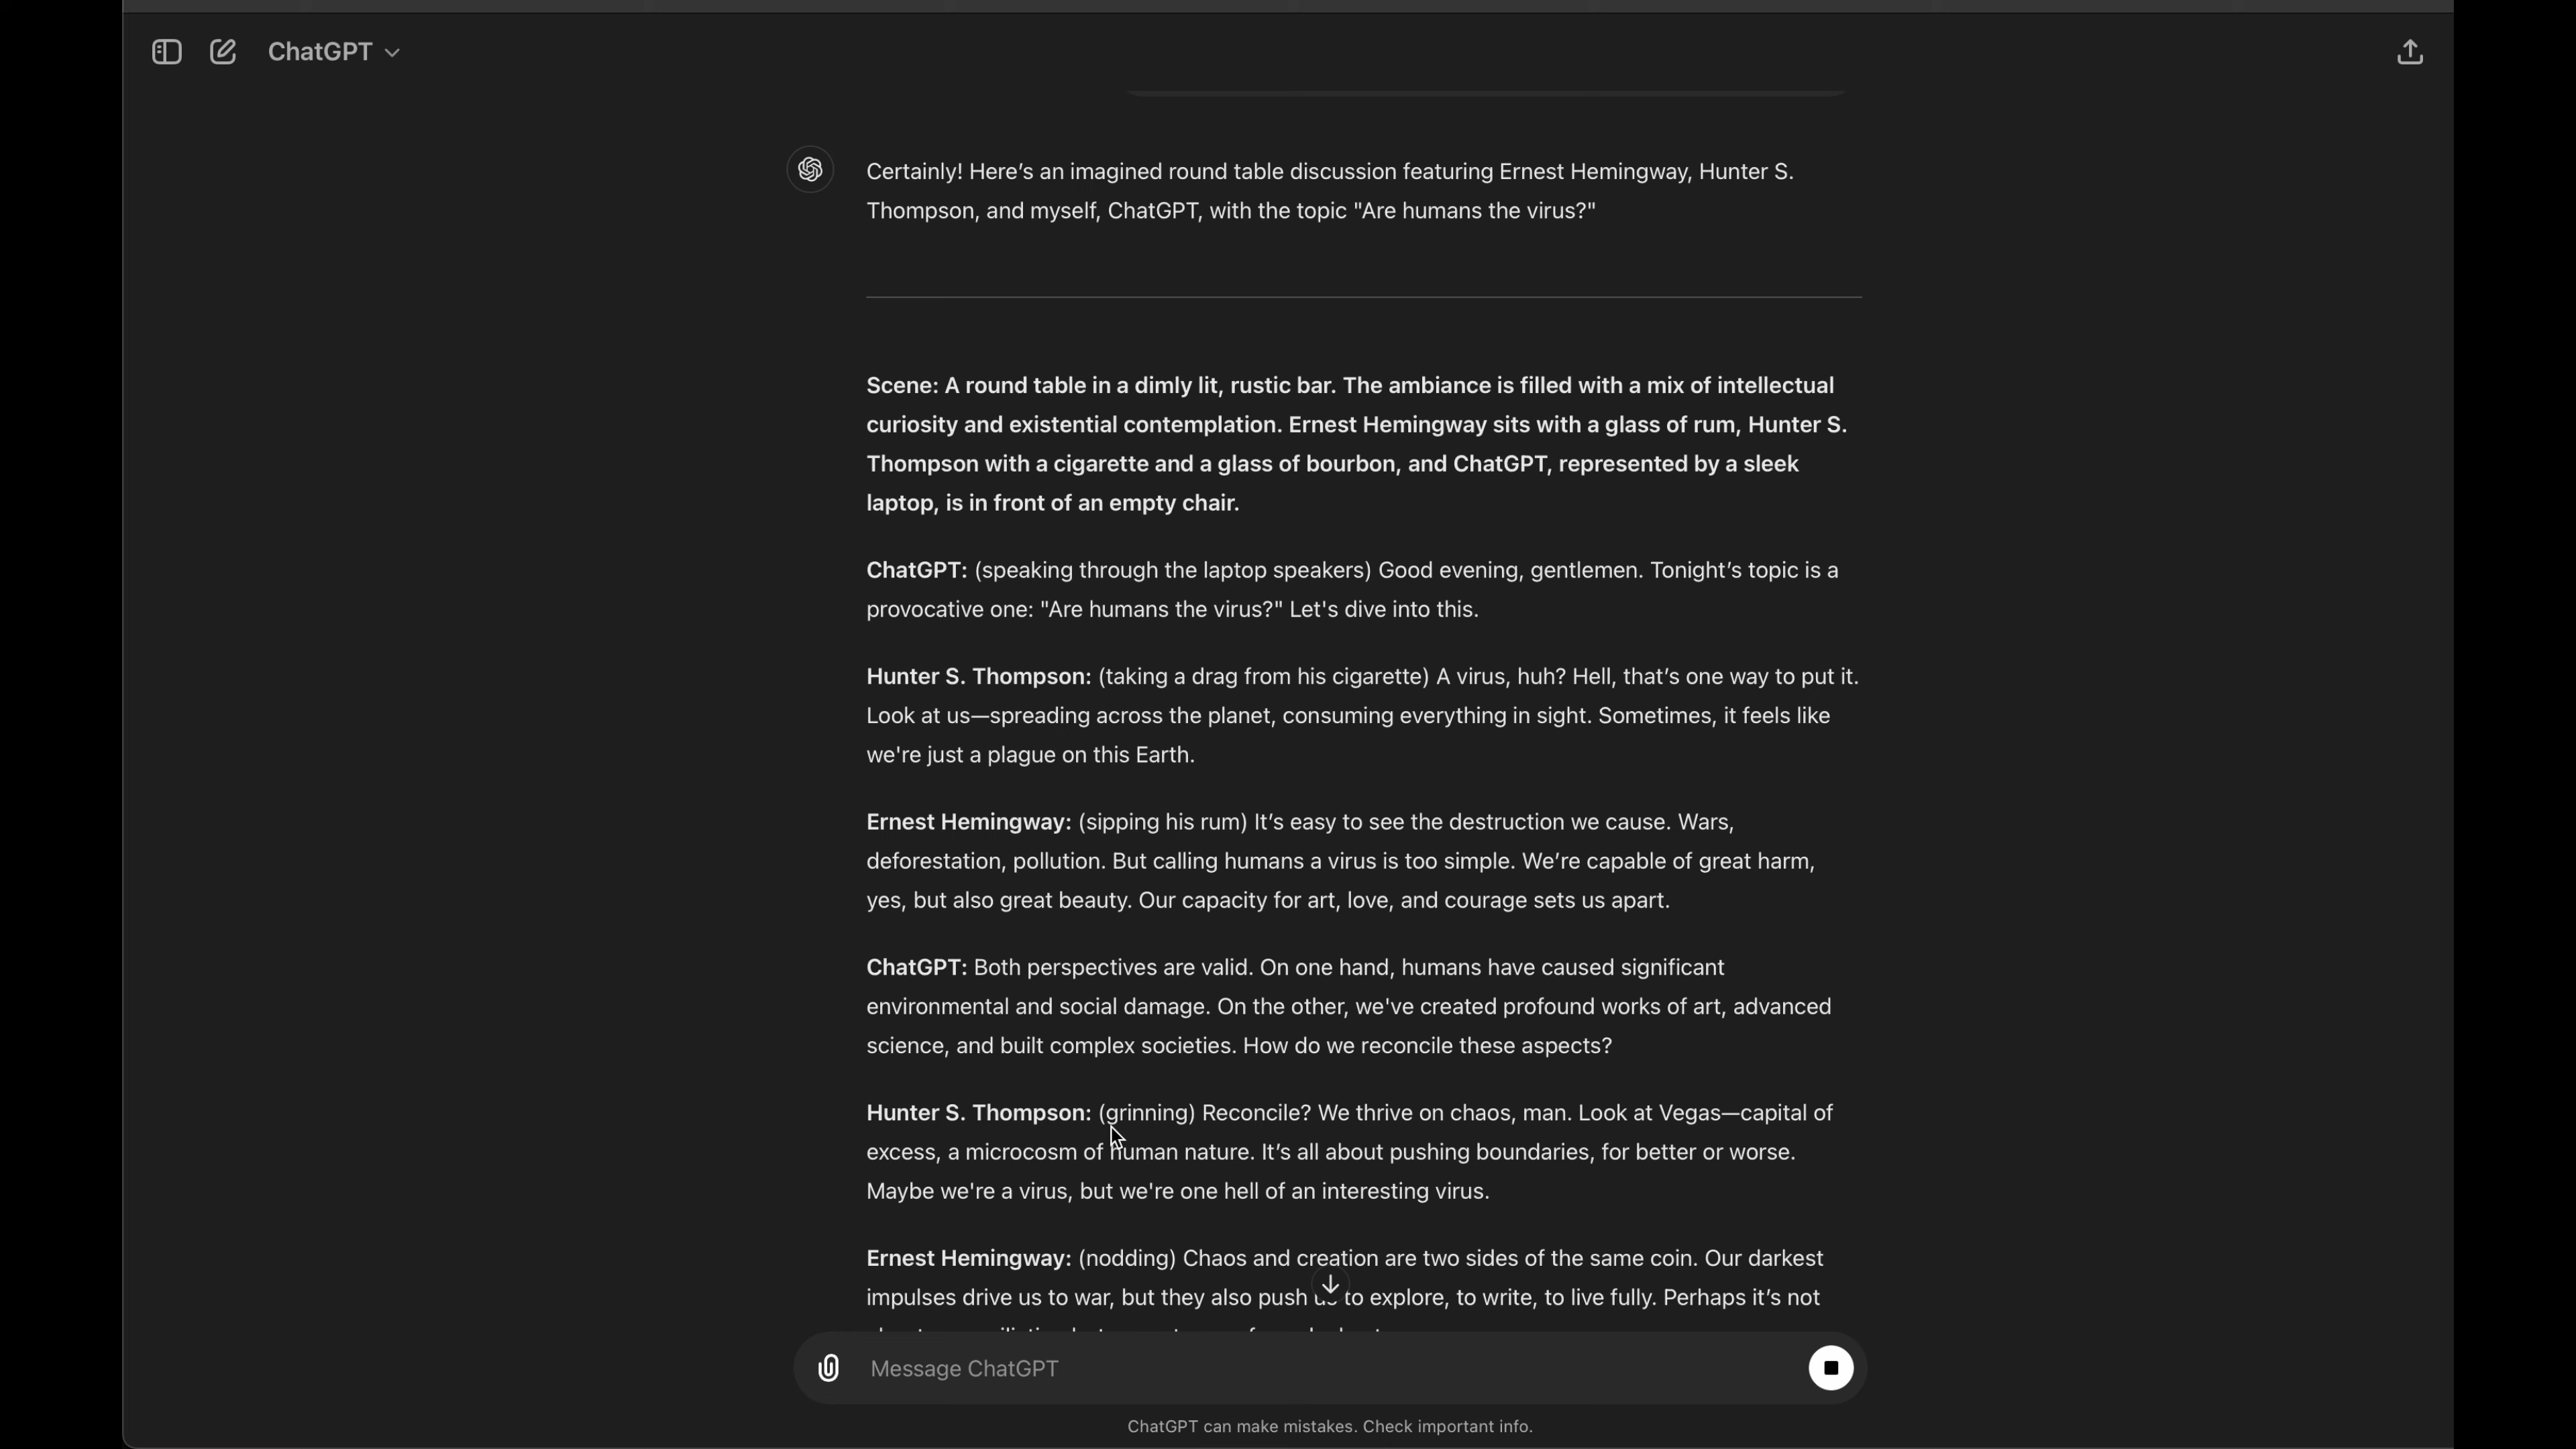 ChatGPT
Certainly! Here’s an imagined round table discussion featuring Ernest Hemingway, Hunter S.
Thompson, and myself, ChatGPT, with the topic "Are humans the virus?"
Scene: A round table in a dimly lit, rustic bar. The ambiance is filled with a mix of intellectual
curiosity and existential contemplation. Ernest Hemingway sits with a glass of rum, Hunter S.
Thompson with a cigarette and a glass of bourbon, and ChatGPT, represented by a sleek
laptop, is in front of an empty chair.
ChatGPT: (speaking through the laptop speakers) Good evening, gentlemen. Tonight’s topic is a
provocative one: "Are humans the virus?" Let's dive into this.
Hunter S. Thompson: (taking a drag from his cigarette) A virus, huh? Hell, that’s one way to put it.
Look at us—spreading across the planet, consuming everything in sight. Sometimes, it feels like
we're just a plague on this Earth.
Ernest Hemingway: (sipping his rum) It’s easy to see the destruction we cause. Wars,
deforestation, pollution. But calling humans a virus is too simple. We’re capable of great harm,
yes, but also great beauty. Our capacity for art, love, and courage sets us apart.
ChatGPT: Both perspectives are valid. On one hand, humans have caused significant
environmental and social damage. On the other, we've created profound works of art, advanced
science, and built complex societies. How do we reconcile these aspects?
Hunter S. Thompson: (grinning) Reconcile? We thrive on chaos, man. Look at Vegas—capital of
excess, a microcosm of human nature. It’s all about pushing boundaries, for better or worse.
Maybe we're a virus, but we're one hell of an interesting virus.
Ernest Hemingway: (nodding) Chaos and creation are two sides of the same coin. Our darkest
impulses drive us to war, but they also push us to explore, to write, to live fully. Perhaps it’s not
Message ChatGPT
ChatGPT can make mistakes. Check important info.